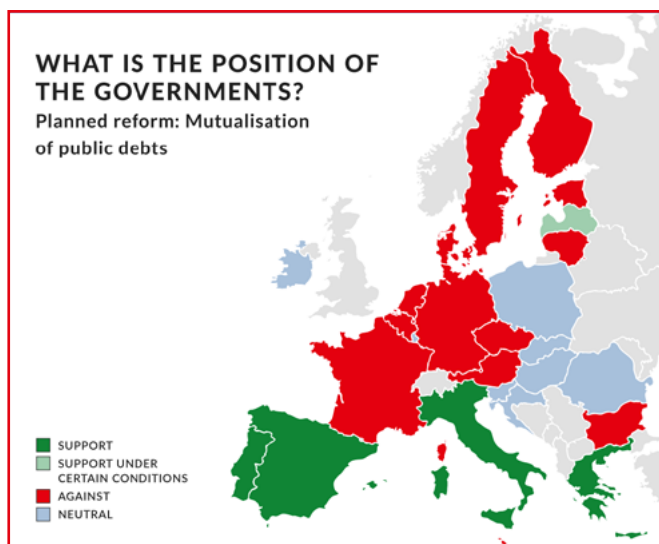 WHAT IS THE POSITION OF
THE GOVERNMENTS?
Planned reform: Mutualisation
of public debts
SUPPORT
SUPPORT UNDER
CERTAIN CONDITIONS
AGAINST
NEUTRAL